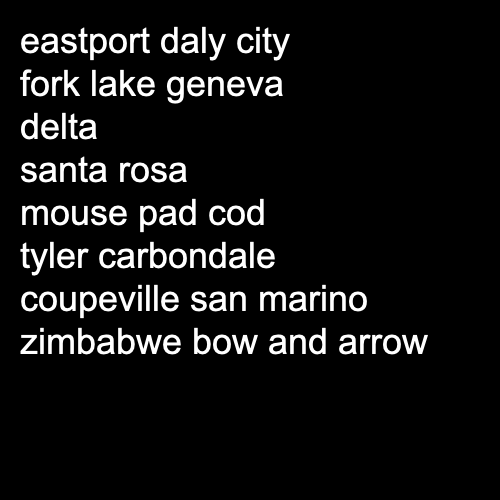 eastport daly city
fork lake geneva
delta
santa rosa
mouse pad cod
tyler carbondale
coupeville san marino
zimbabwe bow and arrow